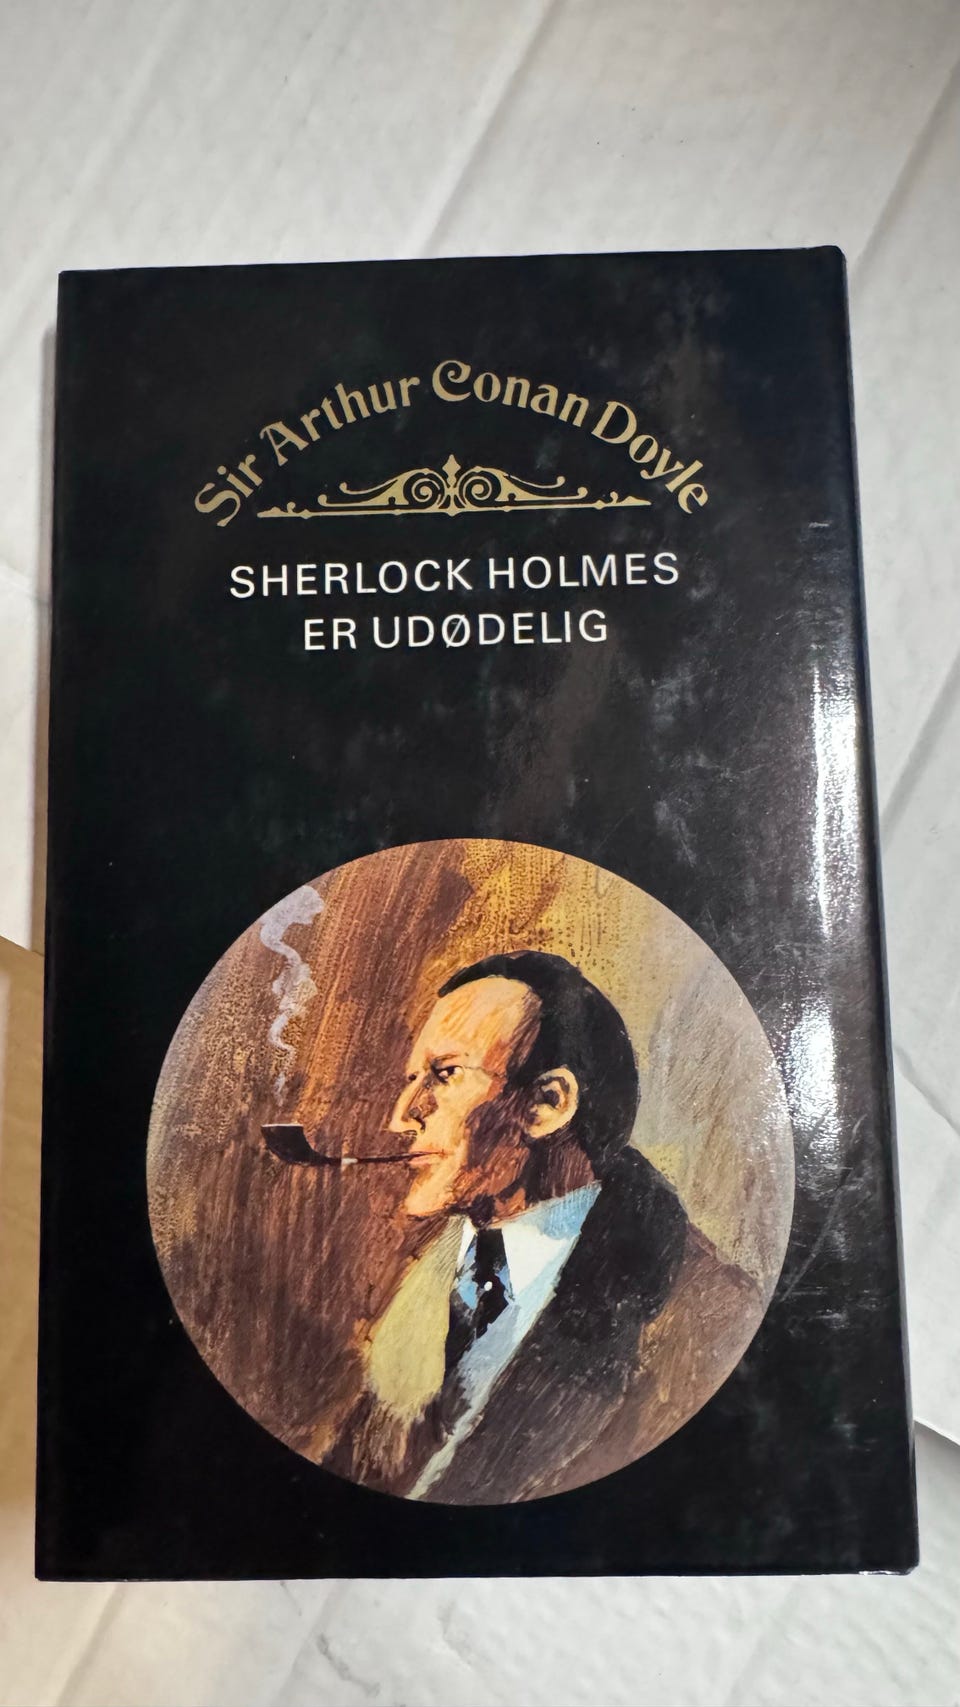 Sir Arthur Conan Doyle
SHERLOCK HOLMES
ER UDØDELIG